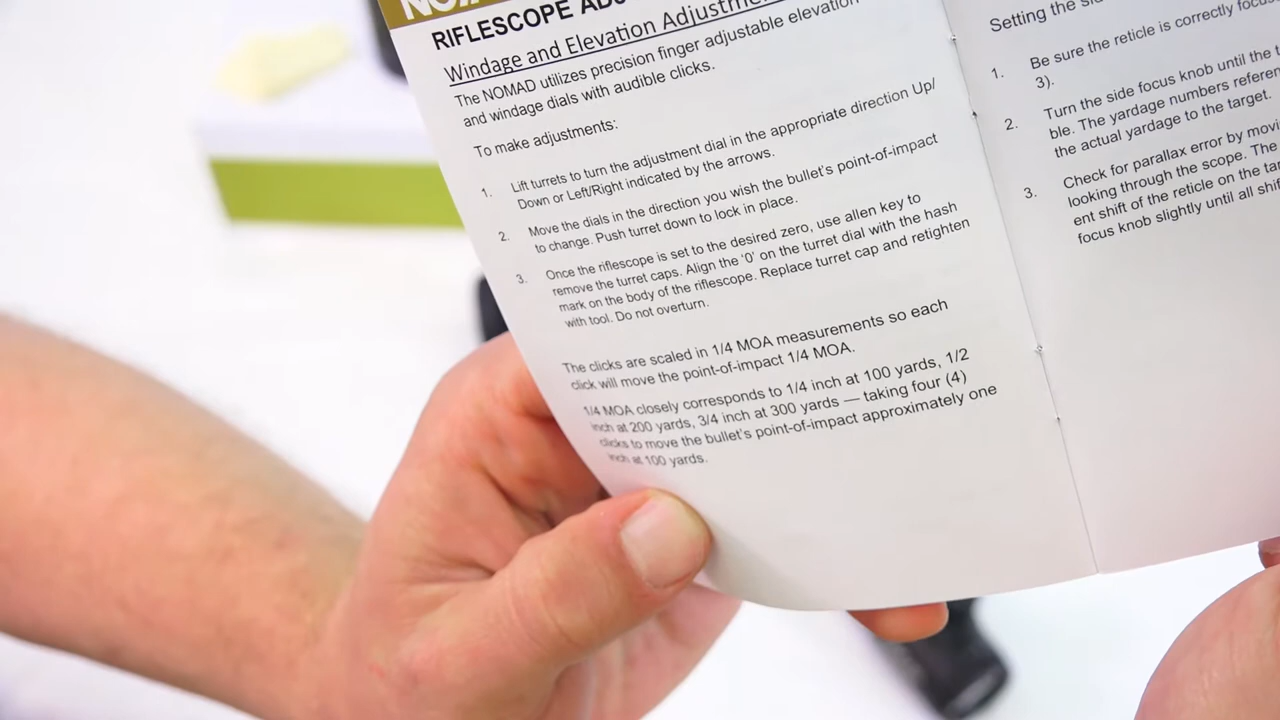 RIFLESCOPE
Windage and Elevation
The NOMAD utilizes precision finger adjustable elevation
and windage dials with audible clicks.
To make adjustments:
1. Lift turrets to turn the adjustment dial in the appropriate direction Up/
Down or Left/Right indicated by the arrows.
2. Move the dials in the direction you wish the bullet's point-of-impact
to change. Push turret down to lock in place.
3. Once the riflescope is set to the desired zero, use allen key to
remove the turret caps. Align the '0' on the turret dial with the hash
mark on the body of the riflescope. Replace turret cap and retighten
with tool. Do not overturn.
The clicks are scaled in 1/4 MOA measurements so each
click will move the point-of-impact 1/4 MOA.
1/4 MOA closely corresponds to 1/4 inch at 100 yards, 1/2
inch at 200 yards, 3/4 inch at 300 yards — taking four (4)
clicks to move the bullet's point-of-impact approximately one
inch at 100 yards.
Setting the
1. Be sure the reticle is correctly
3).
2. Turn the side focus knob until the
ble. The yardage numbers
the actual yardage to the target.
3. Check for parallax error by
looking through the scope. The
ent shift of the reticle on the
focus knob slightly until all